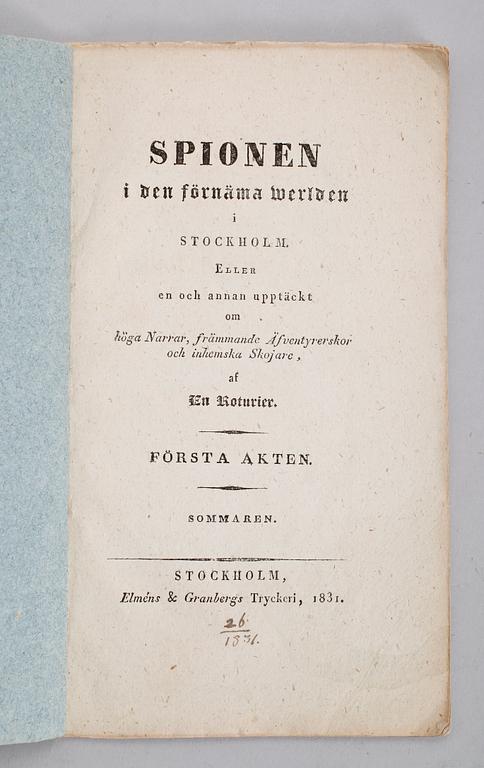 SPIONEN
i den förnäma werlden
i
STOCKHOLM.
ELLER
en och annan upptäckt
om
höga Narrar, främmande Äfventyrerskor
och inhemska Skojare,
af
En Roturier.
FÖRSTA AKTEN.
SOMMAREN.
STOCKHOLM,
Elméns & Granbergs Tryckeri, 1831.
26
1831.